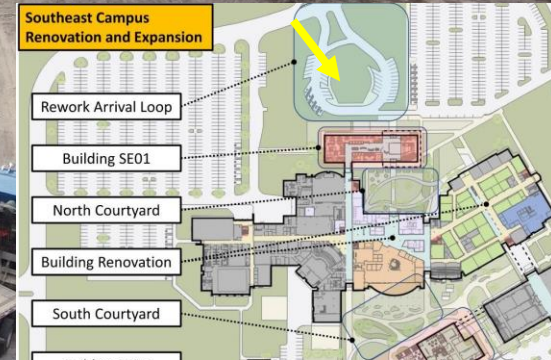 Southeast Campus
Renovation and Expansion
Rework Arrival Loop
Building SE01
North Courtyard
Building Renovation
South Courtyard